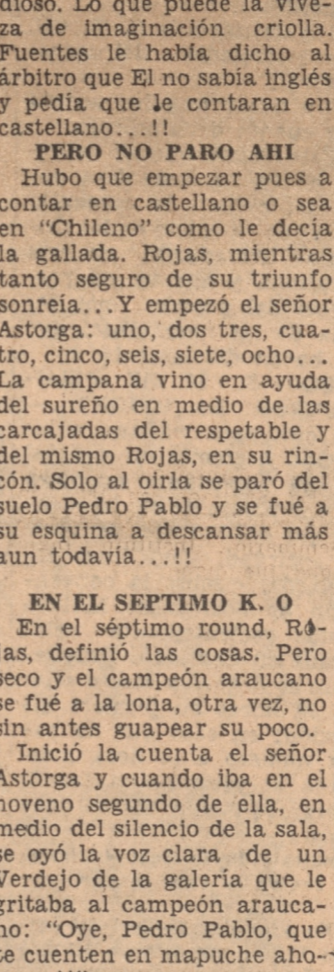 dioso. Lo que puede la vive-
za de imaginación criolla.
Fuentes le había dicho al
árbitro que El no sabía inglés
y pedía que le contaran en
castellano...!!
PERO NO PARO AHI
Hubo que empezar pues a
contar en castellano o sea
en "Chileno" como le decía
la gallada. Rojas, mientras
tanto seguro de su triunfo
sonreía...Y empezó el señor
Astorga: uno, dos tres, cua-
tro, cinco, seis, siete, ocho...
La campana vino en ayuda
del sureño en medio de las
carcajadas del respetable y
del mismo Rojas, en su rin-
cón. Solo al oirla se paró del
suelo Pedro Pablo y se fué a
su esquina a descansar más
aun todavía...!!
EN EL SEPTIMO K. O
En el séptimo round, Ro-
jas, definió las cosas. Pero
seco y el campeón araucano
se fué a la lona, otra vez, no
sin antes guapear su poco.
Inició la cuenta el señor
Astorga y cuando iba en el
noveno segundo de ella, en
medio del silencio de la sala,
se oyó la voz clara de un
Verdejo de la galería que le
gritaba al campeón arauca-
no: "Oye, Pedro Pablo, que
te cuenten en mapuche aho-